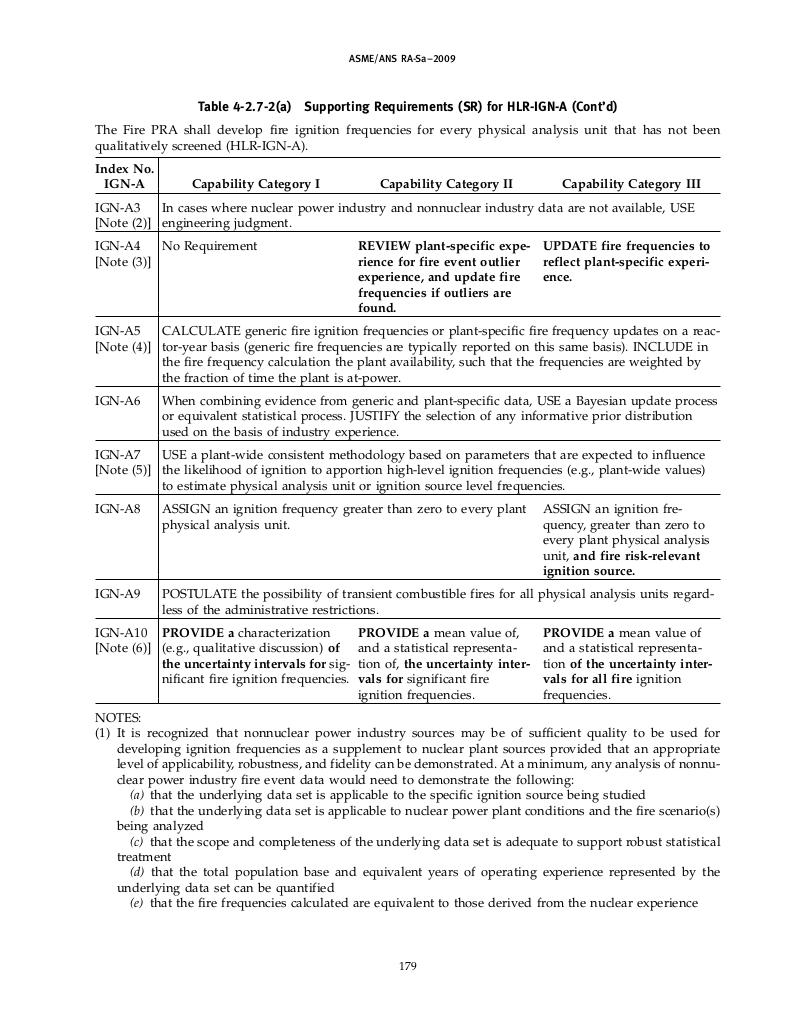 ASME/ANS RA-Sa–2009
Table 4-2.7-2(a) Supporting Requirements (SR) for HLR-IGN-A (Cont’d)
The Fire PRA shall develop fire ignition frequencies for every physical analysis unit that has not been
qualitatively screened (HLR-IGN-A).
Index No.
IGN-A Capability Category I Capability Category II Capability Category III
IGN-A3 In cases where nuclear power industry and nonnuclear industry data are not available, USE
[Note (2)] engineering judgment.
IGN-A4 No Requirement REVIEW plant-specific expe- UPDATE fire frequencies to
[Note (3)] rience for fire event outlier reflect plant-specific experi-
experience, and update fire ence.
frequencies if outliers are
found.
IGN-A5 CALCULATE generic fire ignition frequencies or plant-specific fire frequency updates on a reac-
[Note (4)] tor-year basis (generic fire frequencies are typically reported on this same basis). INCLUDE in
the fire frequency calculation the plant availability, such that the frequencies are weighted by
the fraction of time the plant is at-power.
IGN-A6 When combining evidence from generic and plant-specific data, USE a Bayesian update process
or equivalent statistical process. JUSTIFY the selection of any informative prior distribution
used on the basis of industry experience.
IGN-A7 USE a plant-wide consistent methodology based on parameters that are expected to influence
[Note (5)] the likelihood of ignition to apportion high-level ignition frequencies (e.g., plant-wide values)
to estimate physical analysis unit or ignition source level frequencies.
IGN-A8 ASSIGN an ignition frequency greater than zero to every plant ASSIGN an ignition fre-
physical analysis unit. quency, greater than zero to
every plant physical analysis
unit, and fire risk-relevant
ignition source.
IGN-A9 POSTULATE the possibility of transient combustible fires for all physical analysis units regard-
less of the administrative restrictions.
IGN-A10 PROVIDE a characterization PROVIDE a mean value of, PROVIDE a mean value of
[Note (6)] (e.g., qualitative discussion) of and a statistical representa- and a statistical representa-
the uncertainty intervals for sig- tion of, the uncertainty inter- tion of the uncertainty inter-
nificant fire ignition frequencies. vals for significant fire vals for all fire ignition
ignition frequencies. frequencies.
NOTES:
(1) It is recognized that nonnuclear power industry sources may be of sufficient quality to be used for
developing ignition frequencies as a supplement to nuclear plant sources provided that an appropriate
level of applicability, robustness, and fidelity can be demonstrated. At a minimum, any analysis of nonnu-
clear power industry fire event data would need to demonstrate the following:
(a) that the underlying data set is applicable to the specific ignition source being studied
(b) that the underlying data set is applicable to nuclear power plant conditions and the fire scenario(s)
being analyzed
(c) that the scope and completeness of the underlying data set is adequate to support robust statistical
treatment
(d) that the total population base and equivalent years of operating experience represented by the
underlying data set can be quantified
(e) that the fire frequencies calculated are equivalent to those derived from the nuclear experience
179